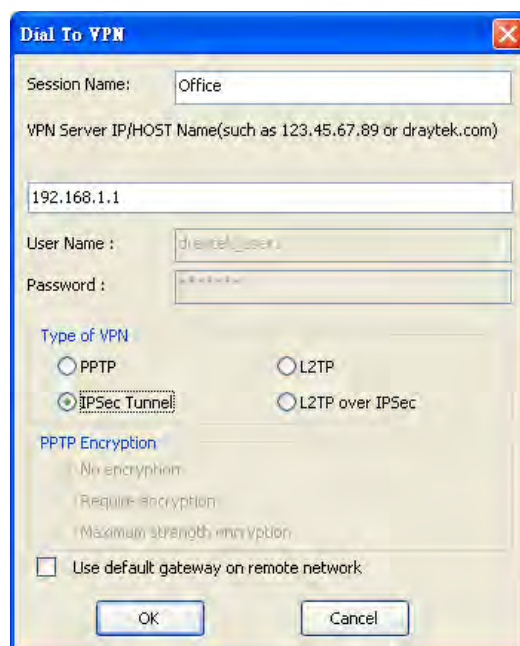 Dial To VPN
Session Name: Office
VPN Server IP/HOST Name(such as 123.45.67.89 or draytek.com)
192.168.1.1
User Name : draytek_user1
Password : *******
Type of VPN
PPTP L2TP
IPSec Tunnel L2TP over IPSec
PPTP Encryption
No encryption
Require encryption
Maximum strength encryption
Use default gateway on remote network
OK Cancel